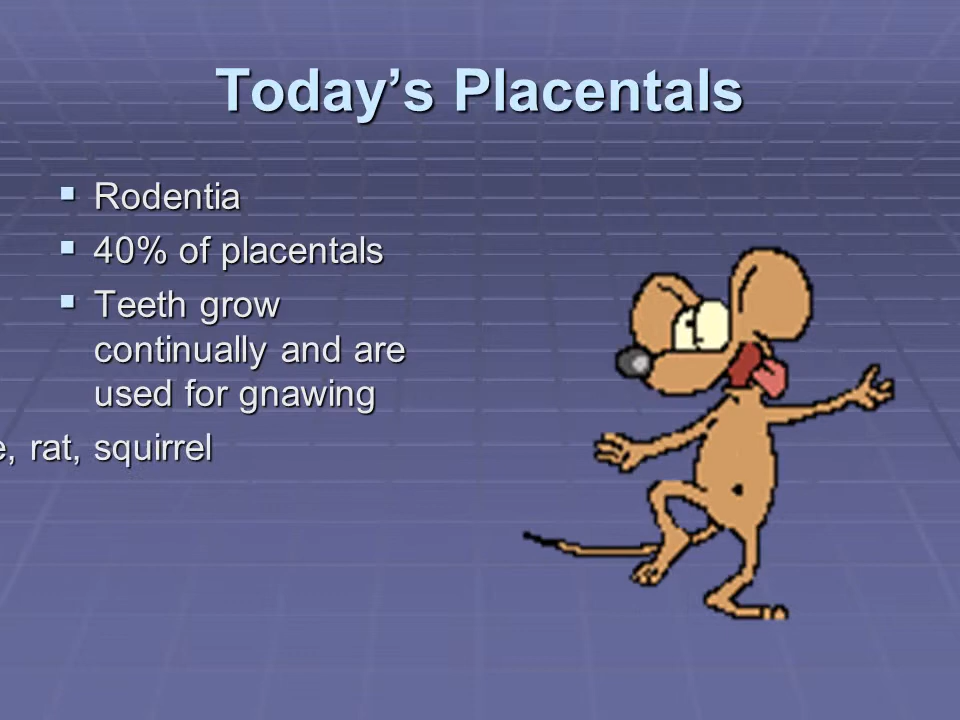 Today’s Placentals
▪ Rodentia
▪ 40% of placentals
▪ Teeth grow
continually and are
used for gnawing
rat, squirrel